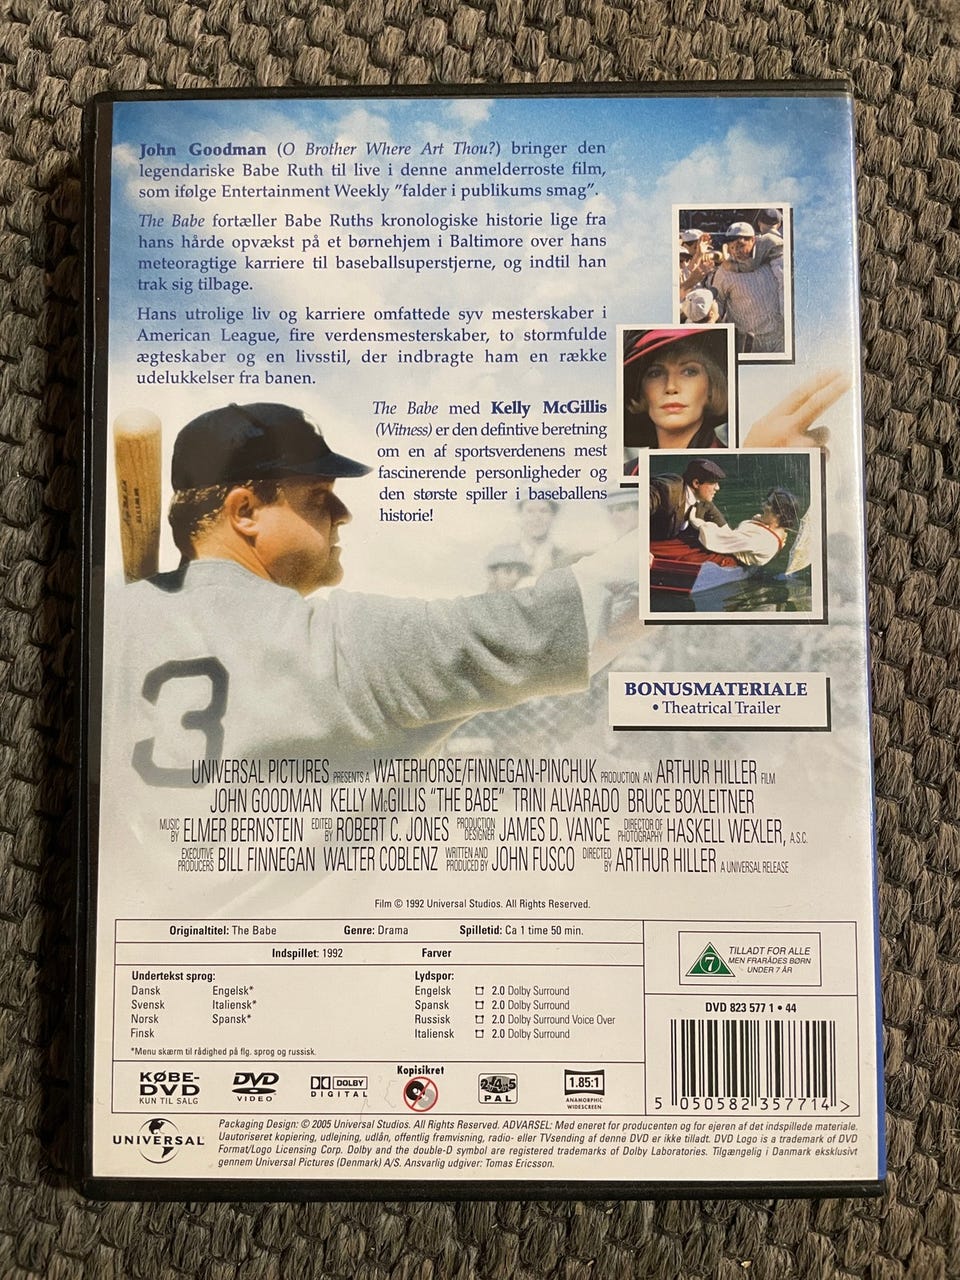 John Goodman (O Brother Where Art Thou?) bringer den
legendariske Babe Ruth til live i denne anmelderroste film,
som ifølge Entertainment Weekly ”falder i publikums smag”.
The Babe fortæller Babe Ruths kronologiske historie lige fra
hans hårde opvækst på et børnehjem i Baltimore over hans
meteoragtige karriere til baseballsuperstjerne, og indtil han
trak sig tilbage.
Hans utrolige liv og karriere omfattede syv mesterskaber i
American League, fire verdensmesterskaber, to stormfulde
ægteskaber og en livsstil, der indbragte ham en række
udelukkelser fra banen.
The Babe med Kelly McGillis
(Witness) er den defintive beretning
om en af sportsverdenens mest
fascinerende personligheder og
den største spiller i baseballens
historie!
3
BONUSMATERIALE
• Theatrical Trailer
UNIVERSAL PICTURES PRESENTS A WATERHORSE/FINNEGAN-PINCHUK PRODUCTION AN ARTHUR HILLER FILM
JOHN GOODMAN KELLY McGILLIS "THE BABE" TRINI ALVARADO BRUCE BOXLEITNER
MUSIC BY ELMER BERNSTEIN EDITED BY ROBERT C. JONES PRODUCTION DESIGNER JAMES D. VANCE DIRECTOR OF PHOTOGRAPHY HASKELL WEXLER, A.S.C.
EXECUTIVE PRODUCERS BILL FINNEGAN WALTER COBLENZ WRITTEN AND PRODUCED BY JOHN FUSCO DIRECTED BY ARTHUR HILLER A UNIVERSAL RELEASE
Film © 1992 Universal Studios. All Rights Reserved.
Originaltitel: The Babe Genre: Drama Spilletid: Ca 1 time 50 min.
Indspillet: 1992 Farver
Undertekst sprog:
Dansk Engelsk*
Svensk Italiensk*
Norsk Spansk*
Finsk
*Menu skærm til rådighed på flg. sprog og russisk.
Lydspor:
Engelsk 2.0 Dolby Surround
Spansk 2.0 Dolby Surround
Russisk 2.0 Dolby Surround Voice Over
Italiensk 2.0 Dolby Surround
7
TILLADT FOR ALLE
MEN FRARÅDES BØRN
UNDER 7 ÅR
DVD 823 577 1 • 44
5 050582 357714 >
KØBE-
DVD
KUN TIL SALG
DVD
VIDEO
DOLBY
DIGITAL
Kopisikret
2.4.5
PAL
1.85:1
ANAMORPHIC
WIDESCREEN
UNIVERSAL
Packaging Design: © 2005 Universal Studios. All Rights Reserved. ADVARSEL: Med eneret for producenten og for ejeren af det indspillede materiale.
Uautoriseret kopiering, udlejning, udlån, offentlig fremvisning, radio- eller TVsending af denne DVD er ikke tilladt. DVD Logo is a trademark of DVD
Format/Logo Licensing Corp. Dolby and the double-D symbol are registered trademarks of Dolby Laboratories. Tilgængelig i Danmark eksklusivt
gennem Universal Pictures (Denmark) A/S. Ansvarlig udgiver: Tomas Ericsson.